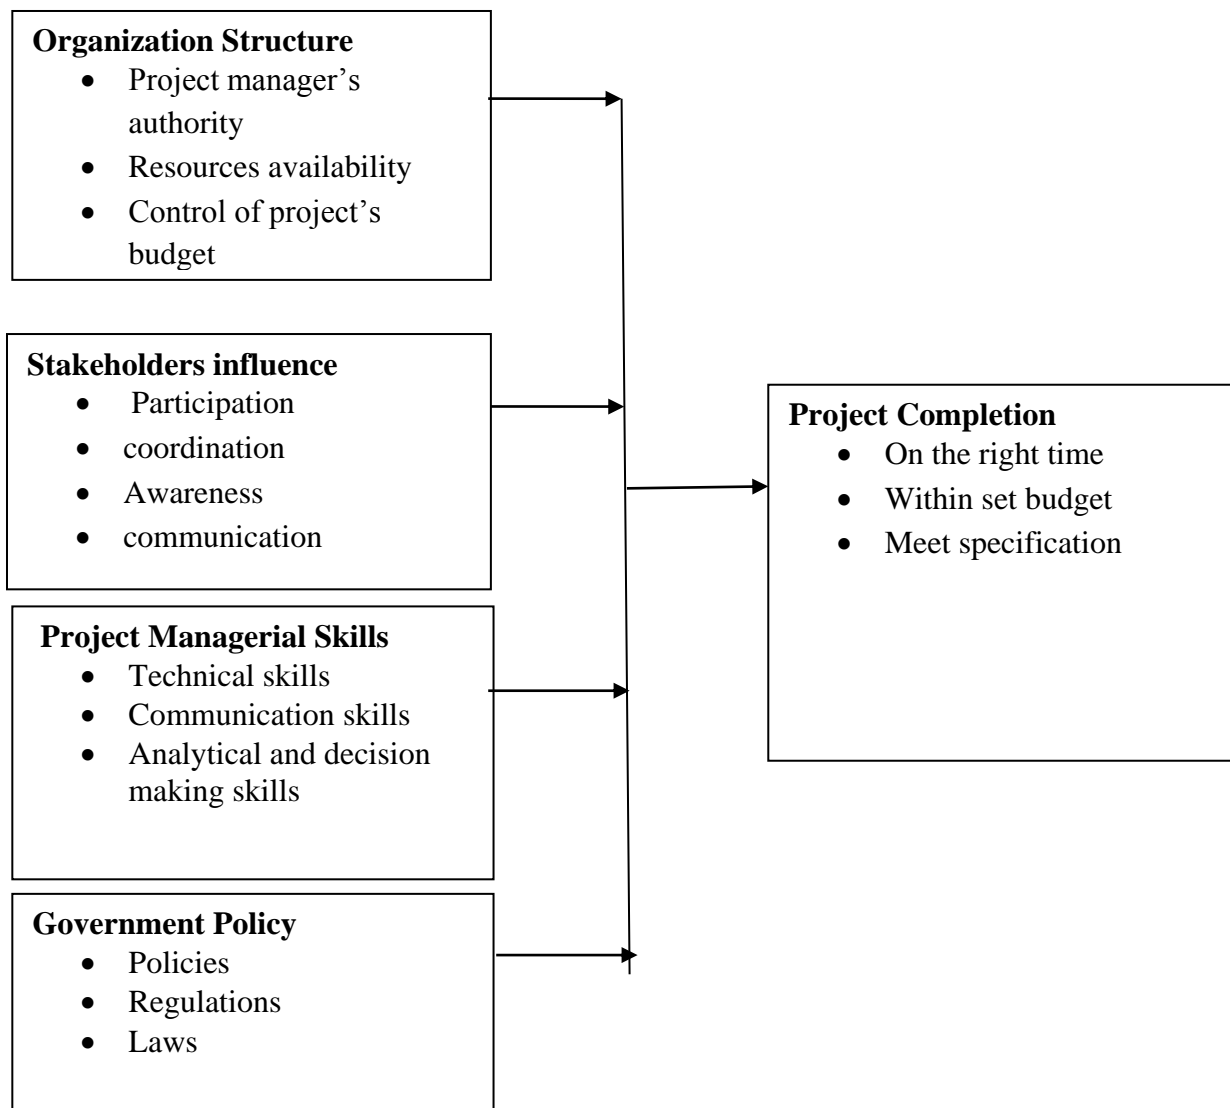 Organization Structure
• Project manager’s
authority
• Resources availability
• Control of project’s
budget
Stakeholders influence
• Participation
• coordination
• Awareness
• communication
Project Managerial Skills
• Technical skills
• Communication skills
• Analytical and decision
making skills
Government Policy
• Policies
• Regulations
• Laws
Project Completion
• On the right time
• Within set budget
• Meet specification